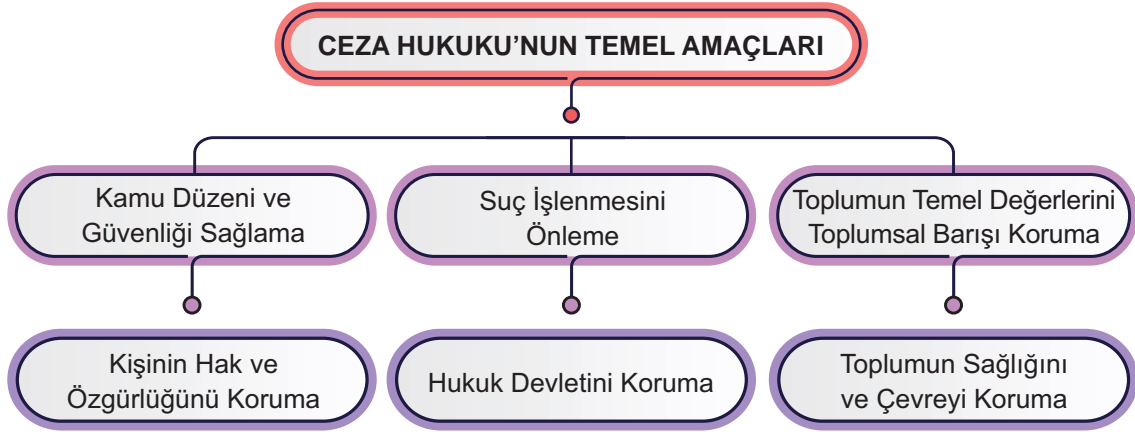 CEZA HUKUKU'NUN TEMEL AMAÇLARI
Kamu Düzeni ve
Güvenliği Sağlama
Suç İşlenmesini
Önleme
Toplumun Temel Değerlerini
Toplumsal Barışı Koruma
Kişinin Hak ve
Özgürlüğünü Koruma
Hukuk Devletini Koruma
Toplumun Sağlığını
ve Çevreyi Koruma